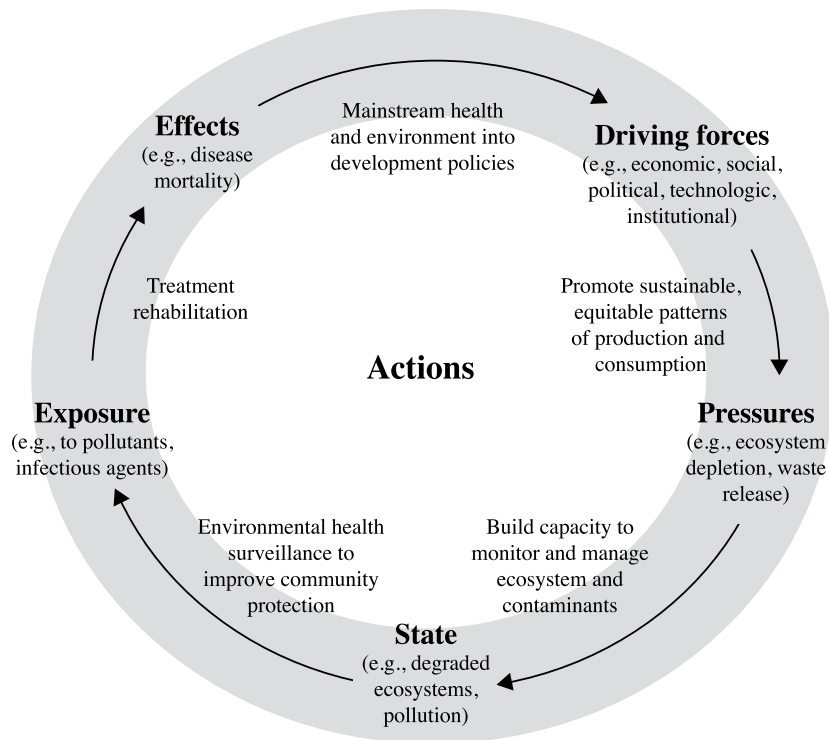 Effects
(e.g., disease
mortality)
Mainstream health
and environment into
development policies
Driving forces
(e.g., economic, social,
political, technologic,
institutional)
Treatment
rehabilitation
Promote sustainable,
equitable patterns
of production and
consumption
Actions
Exposure
(e.g., to pollutants,
infectious agents)
Pressures
(e.g., ecosystem
depletion, waste
release)
Environmental health
surveillance to
improve community
protection
Build capacity to
monitor and manage
ecosystem and
contaminants
State
(e.g., degraded
ecosystems,
pollution)